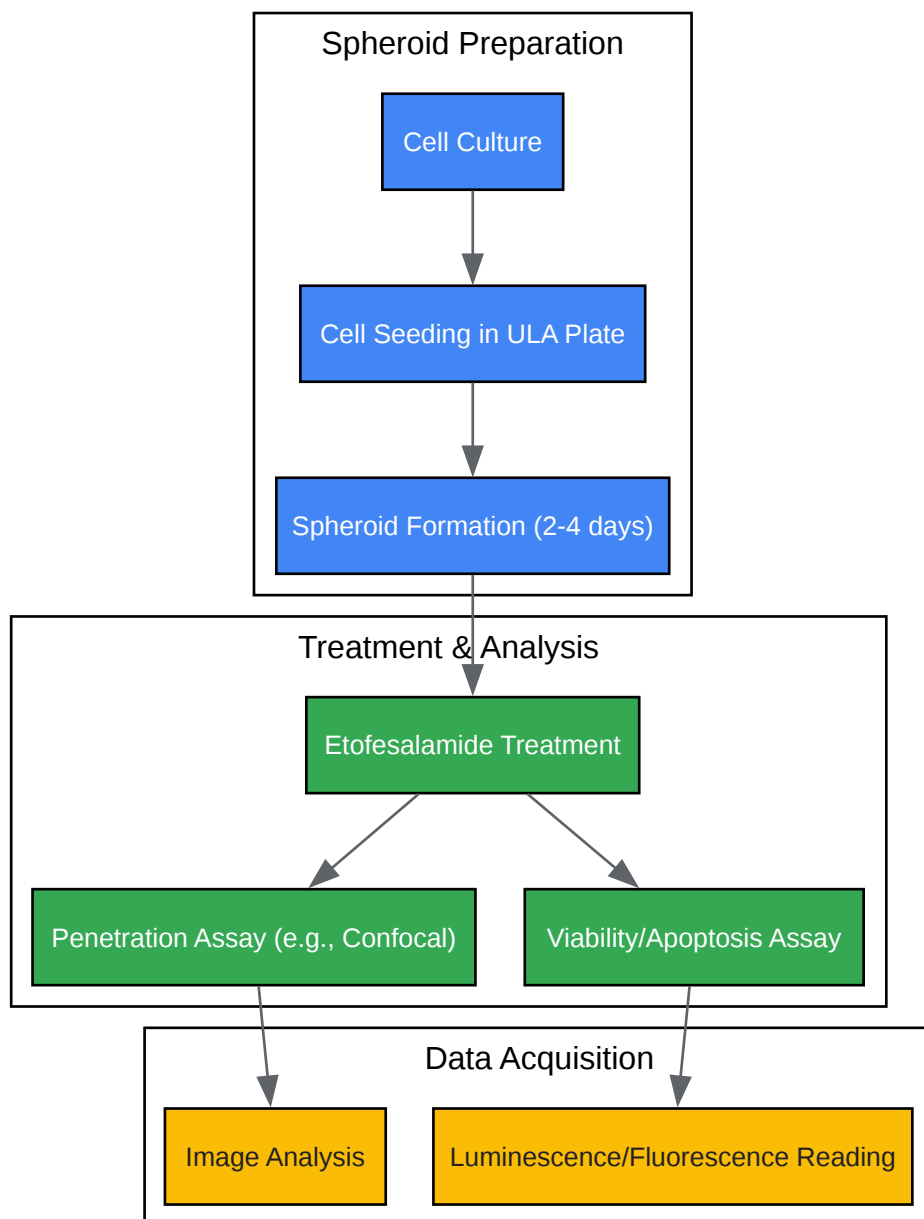 Spheroid Preparation
Cell Culture
Cell Seeding in ULA Plate
Spheroid Formation (2-4 days)
Treatment & Analysis
Etofesalamide Treatment
Penetration Assay (e.g., Confocal)
Viability/Apoptosis Assay
Data Acquisition
Image Analysis
Luminescence/Fluorescence Reading